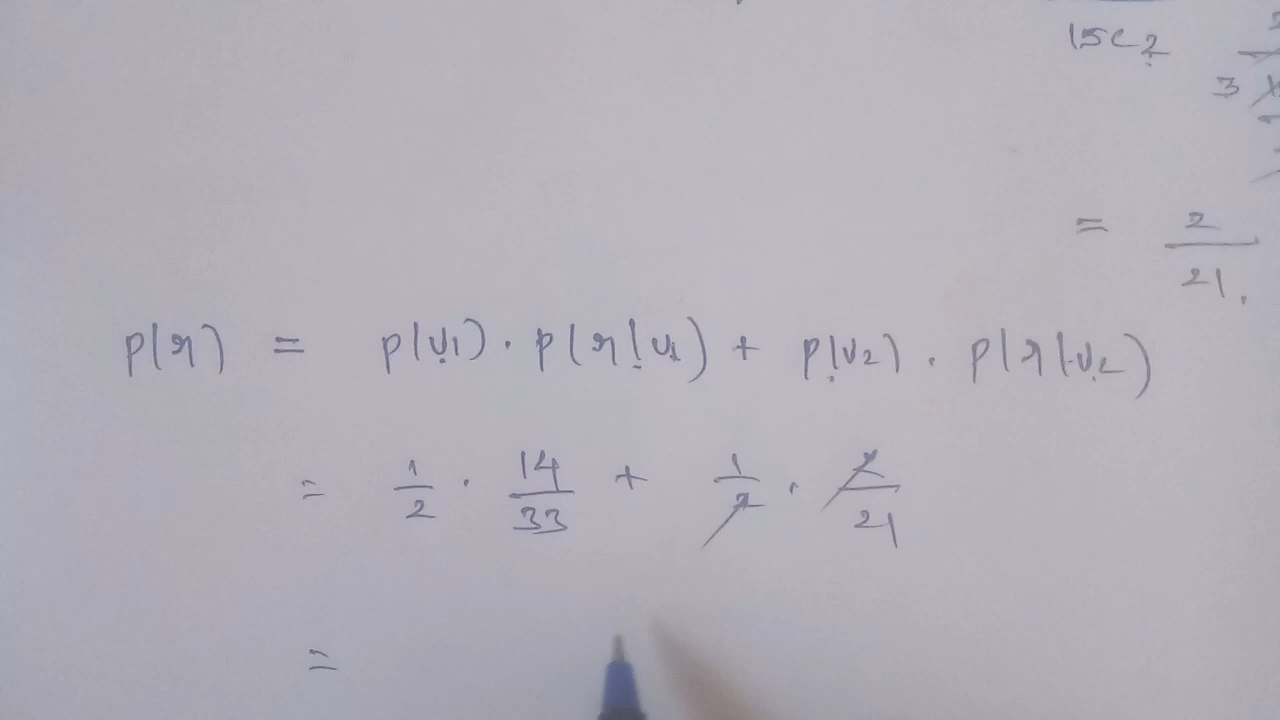 15C2
3
= 2/21.
P(r) = P(U1) . P(r|U1) + P(U2) . P(r|U2)
= 1/2 . 14/33 + 1/2 . 2/21
=